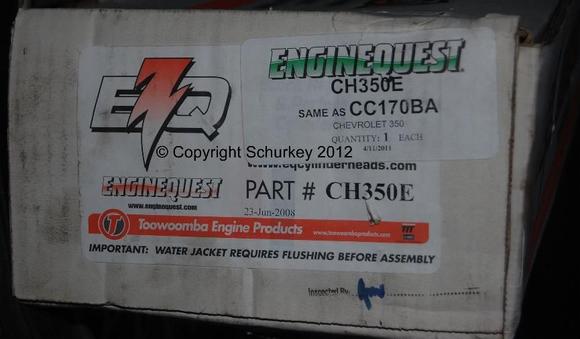 ENGINEQUEST
CH350E
SAME AS CC170BA
CHEVROLET 350
QUANTITY: 1 EACH
4/11/2011
EQ
© Copyright Schurkey 2012
www.eqcylinderheads.com
ENGINEQUEST
www.enginequest.com
PART # CH350E
23-Jun-2008
T Toowoomba Engine Products www.toowoombaproducts.com
IMPORTANT: WATER JACKET REQUIRES FLUSHING BEFORE ASSEMBLY
Inspected By